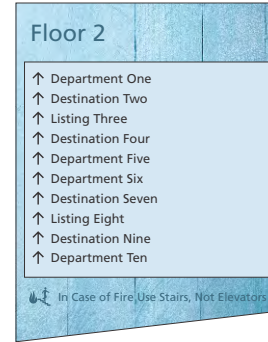 Floor 2
↑ Department One
↑ Destination Two
↑ Listing Three
↑ Destination Four
↑ Department Five
↑ Department Six
↑ Destination Seven
↑ Listing Eight
↑ Destination Nine
↑ Department Ten
In Case of Fire,Use Stairs, Not Elevators